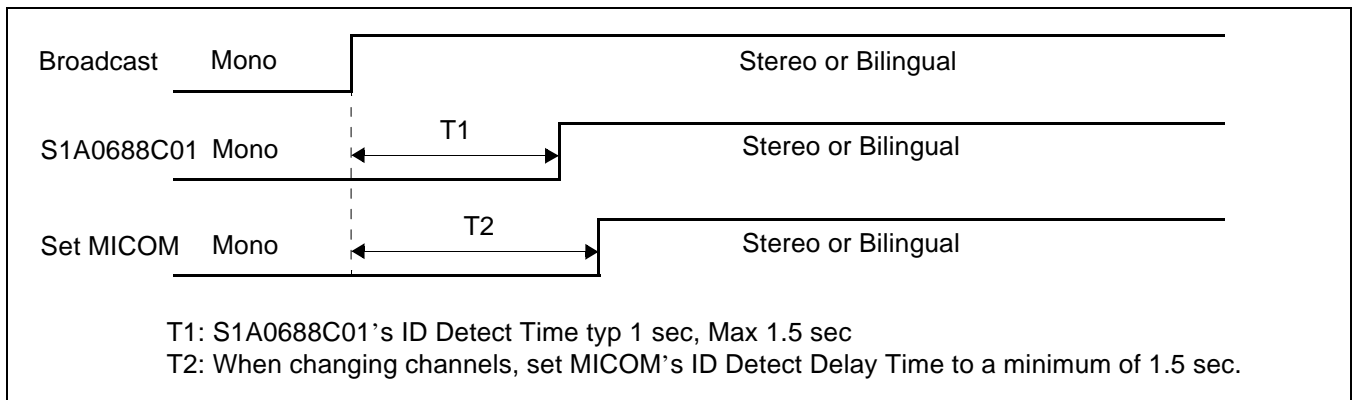 Broadcast Mono Stereo or Bilingual
T1
S1A0688C01 Mono Stereo or Bilingual
T2
Set MICOM Mono Stereo or Bilingual
T1: S1A0688C01’s ID Detect Time typ 1 sec, Max 1.5 sec
T2: When changing channels, set MICOM’s ID Detect Delay Time to a minimum of 1.5 sec.